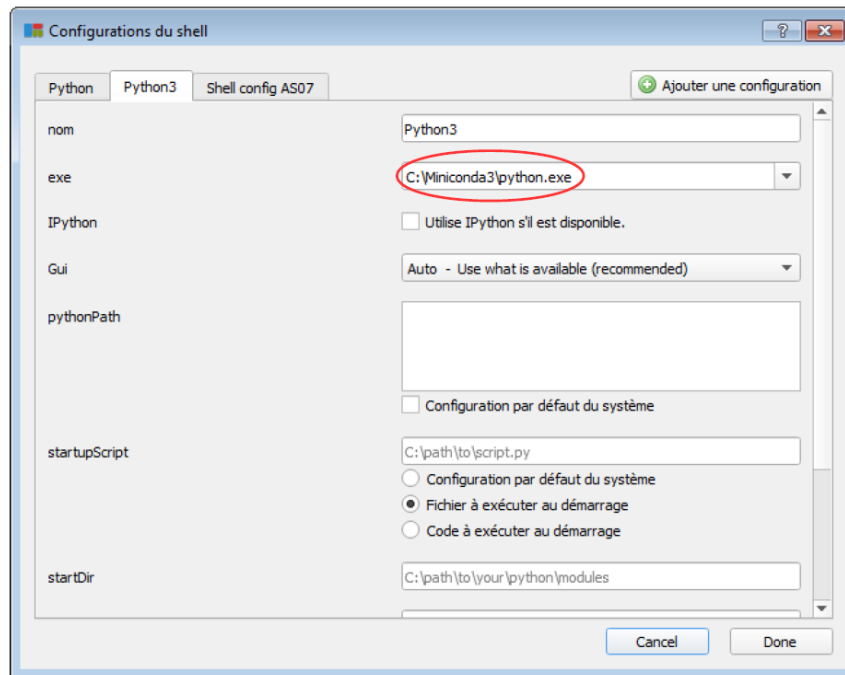 Configurations du shell
Python Python3 Shell config AS07 Ajouter une configuration
nom Python3
exe C:\Miniconda3\python.exe
IPython Utilise IPython s'il est disponible.
Gui Auto - Use what is available (recommended)
pythonPath
Configuration par défaut du système
startupScript C:\path\to\script.py
Configuration par défaut du système
Fichier à exécuter au démarrage
Code à exécuter au démarrage
startDir C:\path\to\your\python\modules
Cancel Done